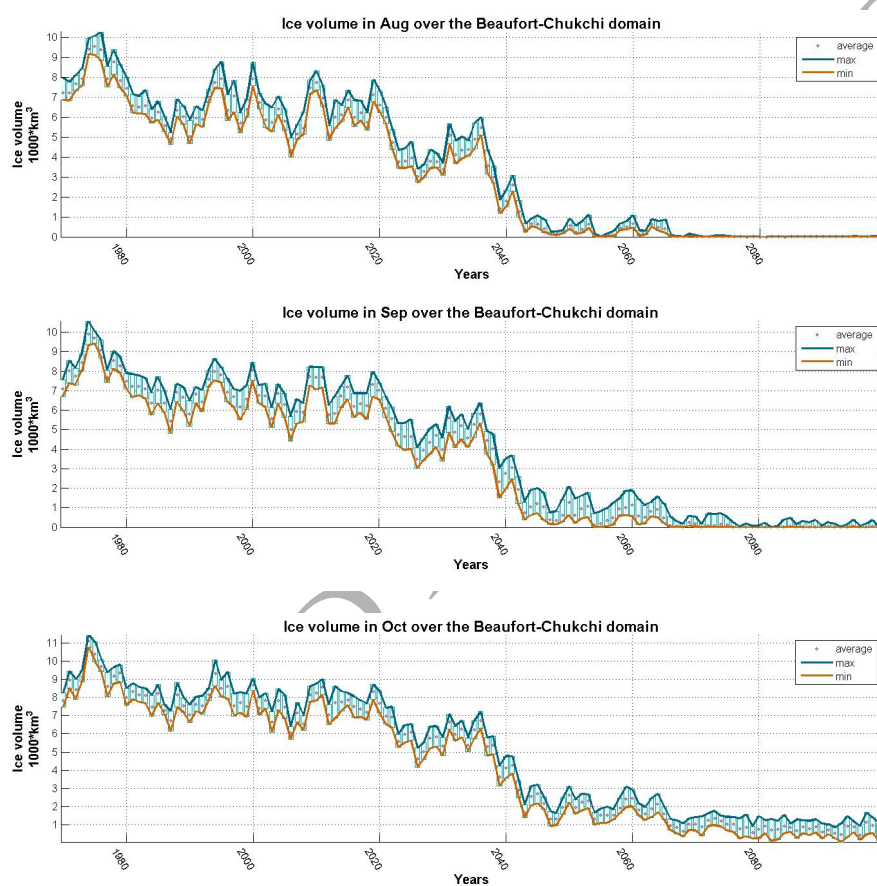 Ice volume in Aug over the Beaufort-Chukchi domain
Ice volume
1000*km³
10
9
8
7
6
5
4
3
2
1
0
1980
2000
2020
2040
2060
2080
Years
average
max
min
Ice volume in Sep over the Beaufort-Chukchi domain
Ice volume
1000*km³
10
9
8
7
6
5
4
3
2
1
0
1980
2000
2020
2040
2060
2080
Years
average
max
min
Ice volume in Oct over the Beaufort-Chukchi domain
Ice volume
1000*km³
11
10
9
8
7
6
5
4
3
2
1
1980
2000
2020
2040
2060
2080
Years
average
max
min